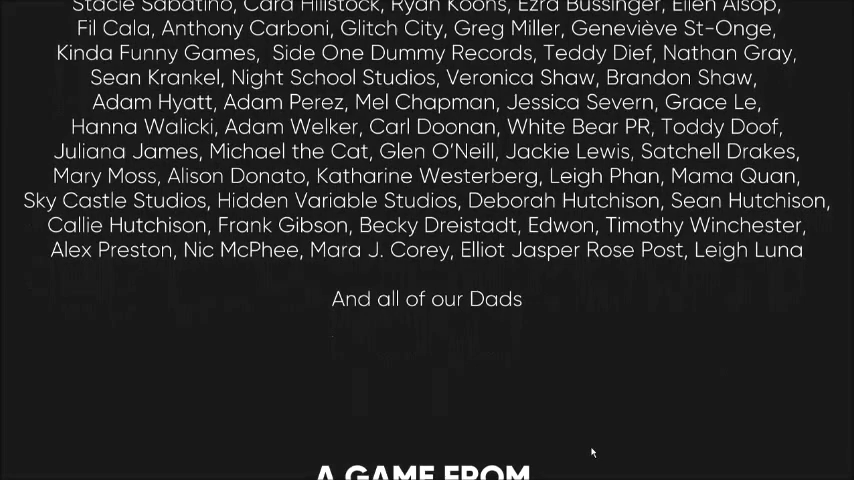 Stacie Sabatino, Cara Hillstock, Ryan Koons, Ezra Bussinger, Ellen Alsop,
Fil Cala, Anthony Carboni, Glitch City, Greg Miller, Geneviève St-Onge,
Kinda Funny Games, Side One Dummy Records, Teddy Dief, Nathan Gray,
Sean Krankel, Night School Studios, Veronica Shaw, Brandon Shaw,
Adam Hyatt, Adam Perez, Mel Chapman, Jessica Severn, Grace Le,
Hanna Walicki, Adam Welker, Carl Doonan, White Bear PR, Toddy Doof,
Juliana James, Michael the Cat, Glen O'Neill, Jackie Lewis, Satchell Drakes,
Mary Moss, Alison Donato, Katharine Westerberg, Leigh Phan, Mama Quan,
Sky Castle Studios, Hidden Variable Studios, Deborah Hutchison, Sean Hutchison,
Callie Hutchison, Frank Gibson, Becky Dreistadt, Edwon, Timothy Winchester,
Alex Preston, Nic McPhee, Mara J. Corey, Elliot Jasper Rose Post, Leigh Luna
And all of our Dads
A GAME FROM